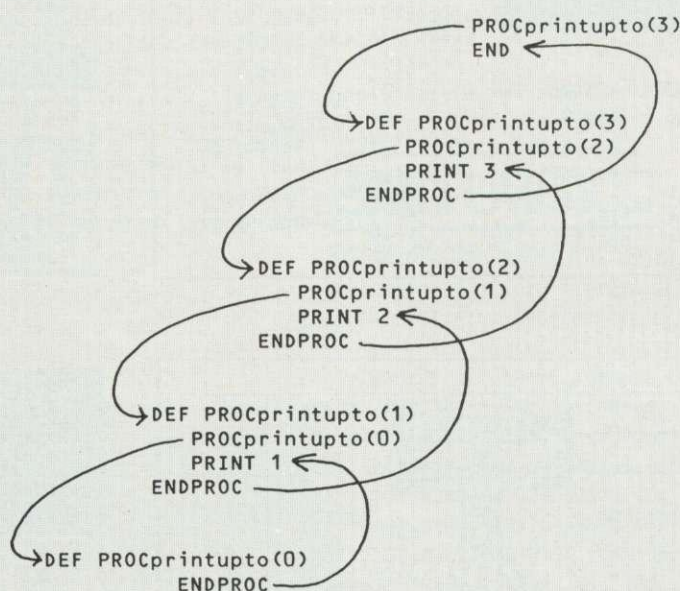 PROCprintupto(3)
END
DEF PROCprintupto(3)
PROCprintupto(2)
PRINT 3
ENDPROC
DEF PROCprintupto(2)
PROCprintupto(1)
PRINT 2
ENDPROC
DEF PROCprintupto(1)
PROCprintupto(0)
PRINT 1
ENDPROC
DEF PROCprintupto(0)
ENDPROC